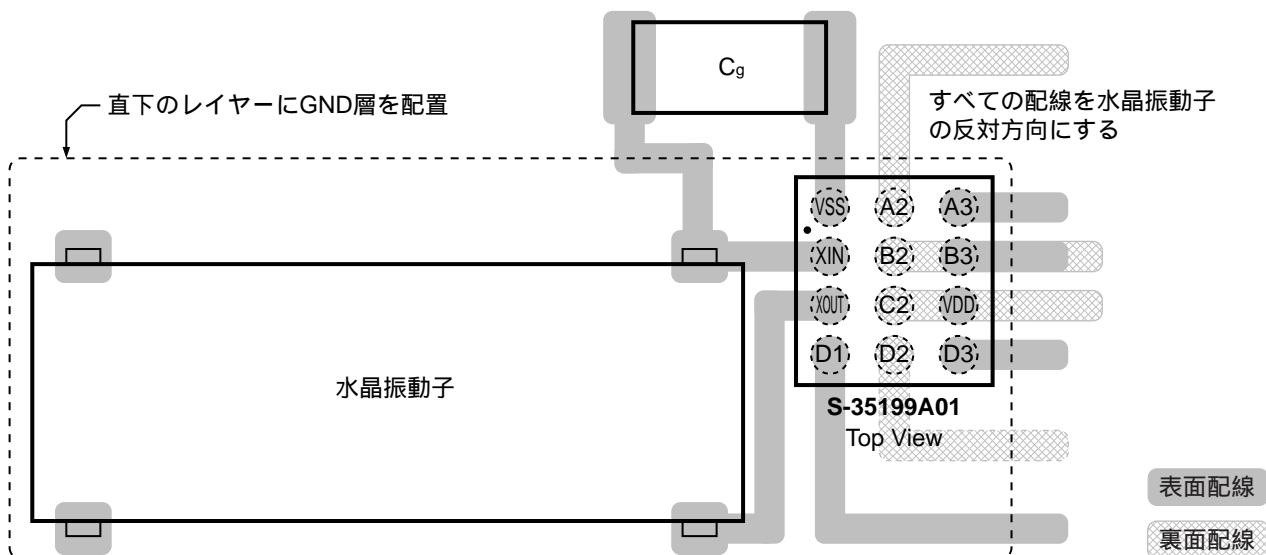 Cg
直下のレイヤーにGND層を配置
すべての配線を水晶振動子
の反対方向にする
VSS A2 A3
XIN B2 B3
XOUT C2 VDD
D1 D2 D3
水晶振動子
S-35199A01
Top View
表面配線
裏面配線